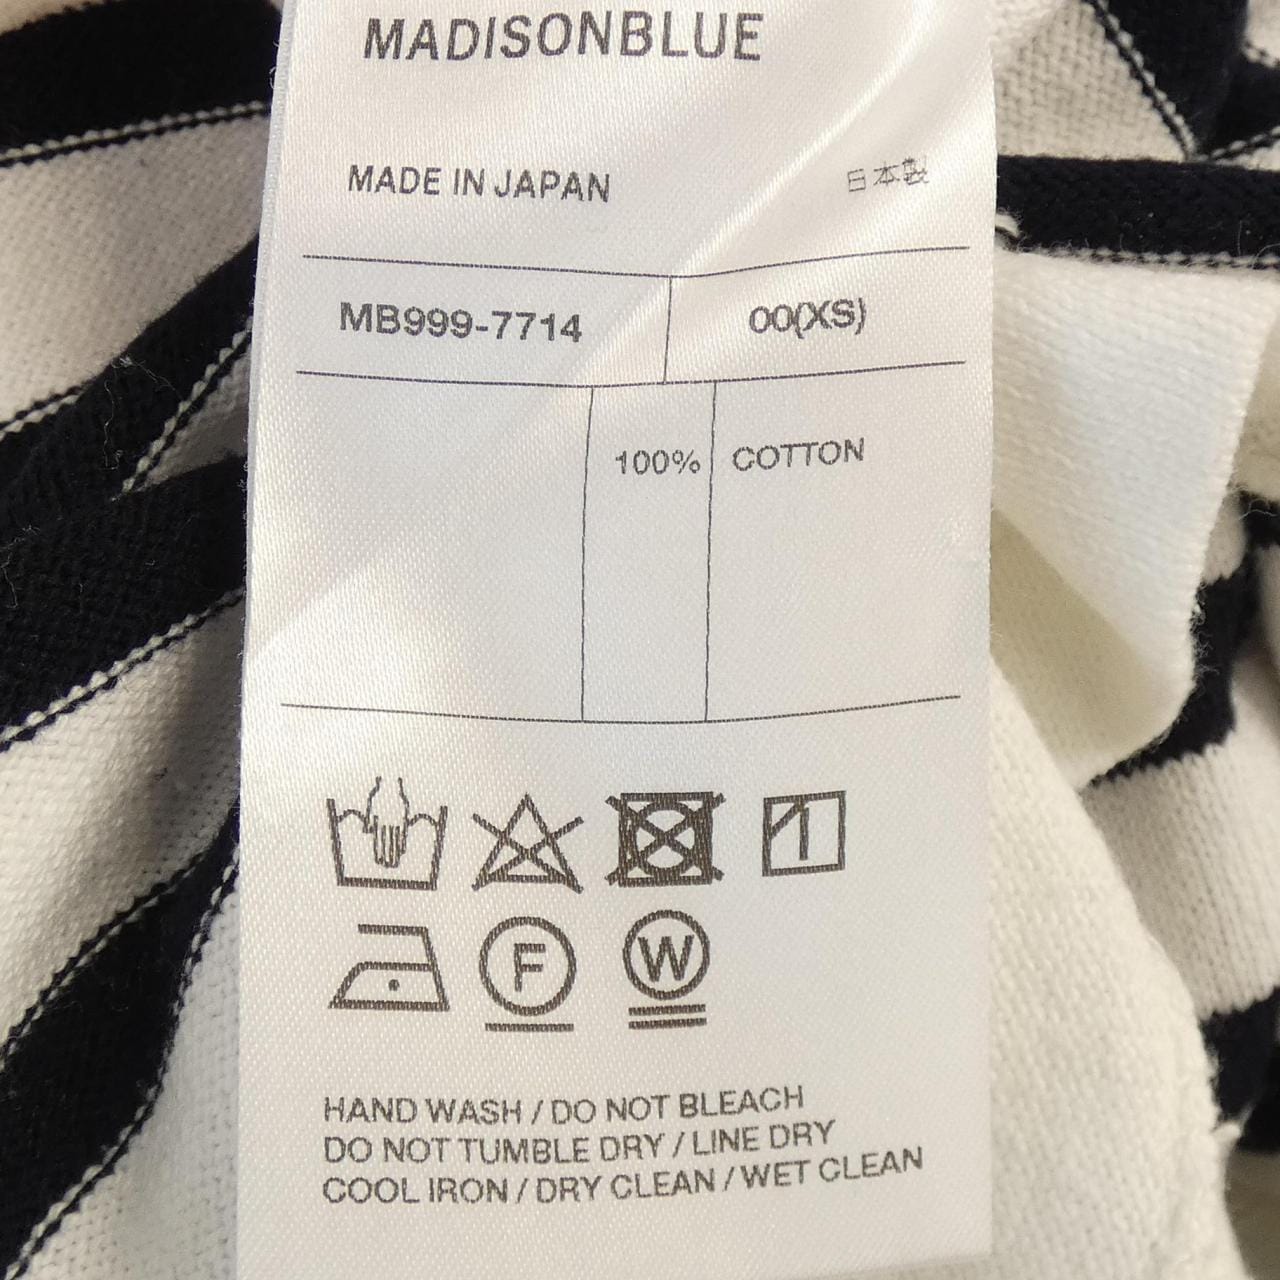 MADISONBLUE
MADE IN JAPAN 日本製
MB999-7714 00(XS)
100% COTTON
1
F W
HAND WASH / DO NOT BLEACH
DO NOT TUMBLE DRY / LINE DRY
COOL IRON / DRY CLEAN / WET CLEAN